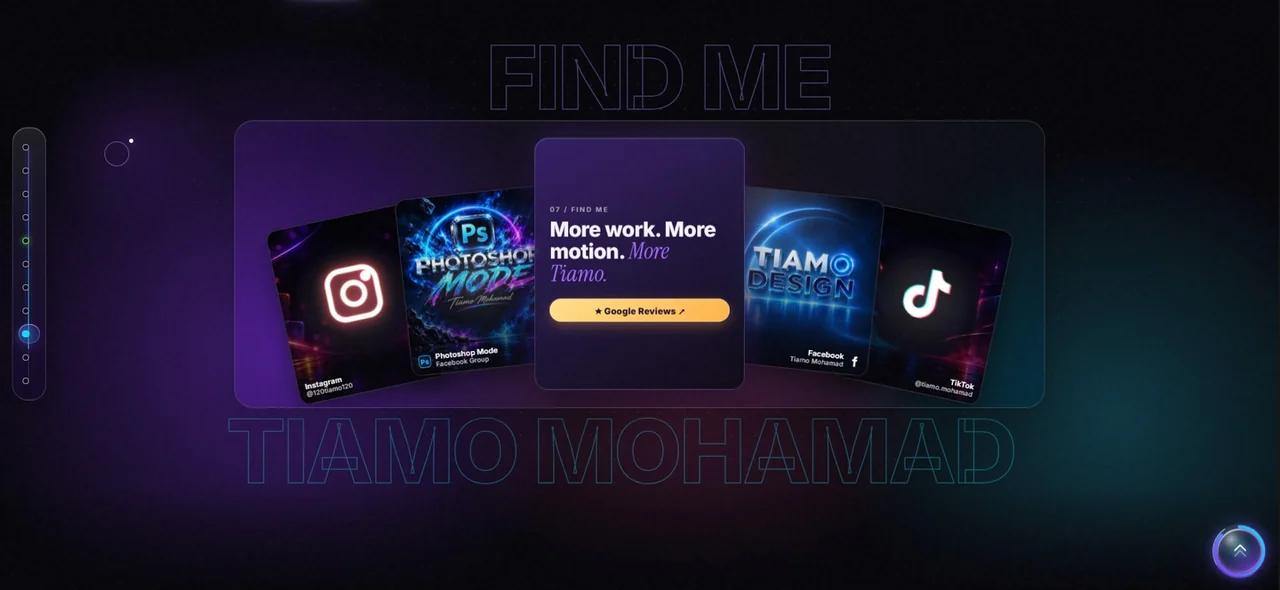 FIND ME
07 / FIND ME
More work. More
motion. More
Tiamo.
★ Google Reviews ↗
Instagram
@120tiamo120
Ps
PHOTOSHOP
MODE
Tiamo Mohamad
Ps
Photoshop Mode
Facebook Group
TIAMO
DESIGN
Facebook
Tiamo Mohamad
TikTok
@tiamo.mohamad
TIAMO MOHAMAD